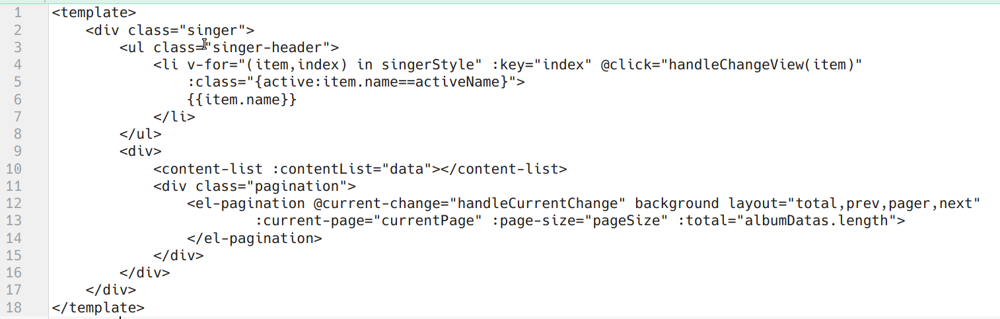 1 <template>
2     <div class="singer">
3         <ul class="singer-header">
4             <li v-for="(item,index) in singerStyle" :key="index" @click="handleChangeView(item)"
5                 :class="{active:item.name==activeName}">
6                 {{item.name}}
7             </li>
8         </ul>
9         <div>
10             <content-list :contentList="data"></content-list>
11             <div class="pagination">
12                 <el-pagination @current-change="handleCurrentChange" background layout="total,prev,pager,next"
13                         :current-page="currentPage" :page-size="pageSize" :total="albumDatas.length">
14                 </el-pagination>
15             </div>
16         </div>
17     </div>
18 </template>